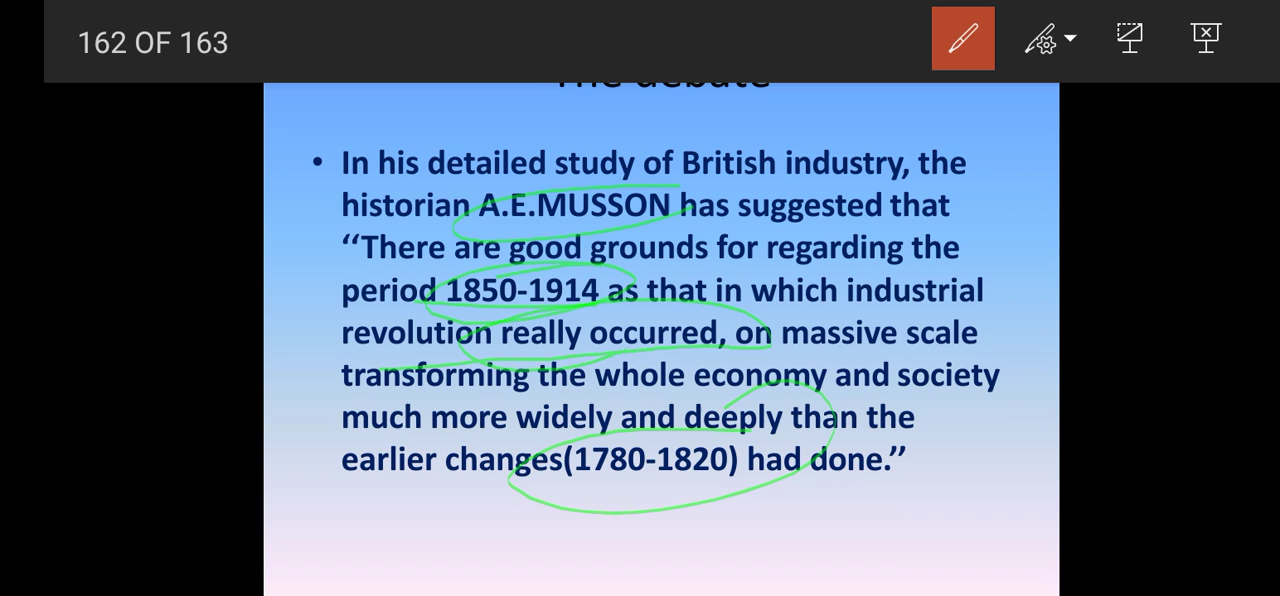 162 OF 163
The debate
• In his detailed study of British industry, the
historian A.E.MUSSON has suggested that
‘‘There are good grounds for regarding the
period 1850-1914 as that in which industrial
revolution really occurred, on massive scale
transforming the whole economy and society
much more widely and deeply than the
earlier changes(1780-1820) had done.’’